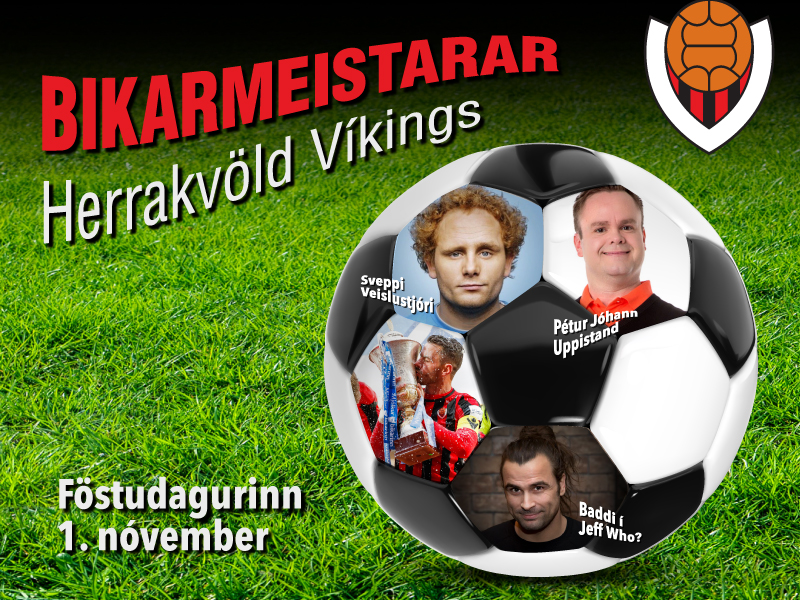 BIKARMEISTARAR
Herrakvöld Víkings
Sveppi
Veislustjóri
Pétur Jóhann
Uppistand
Baddi í
Jeff Who?
Föstudagurinn
1. nóvember